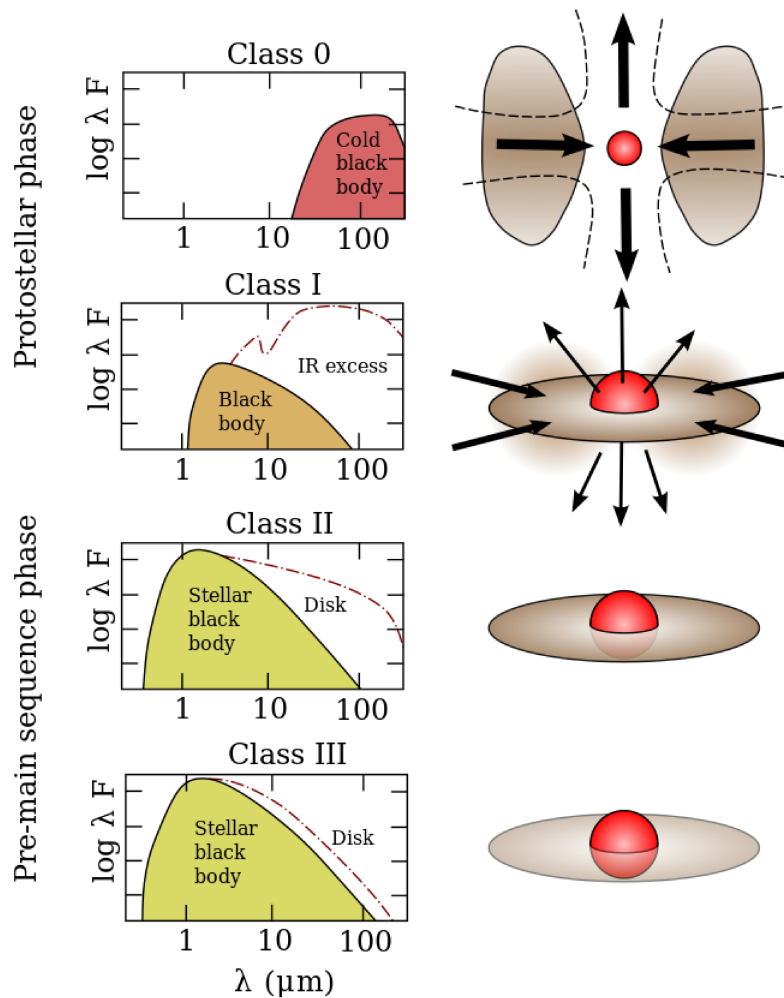 Protostellar phase
Class 0
log λ F
Cold
black
body
1 10 100
Class I
log λ F
IR excess
Black
body
1 10 100
Pre-main sequence phase
Class II
log λ F
Stellar
black
body
Disk
1 10 100
Class III
log λ F
Stellar
black
body
Disk
1 10 100
λ (μm)